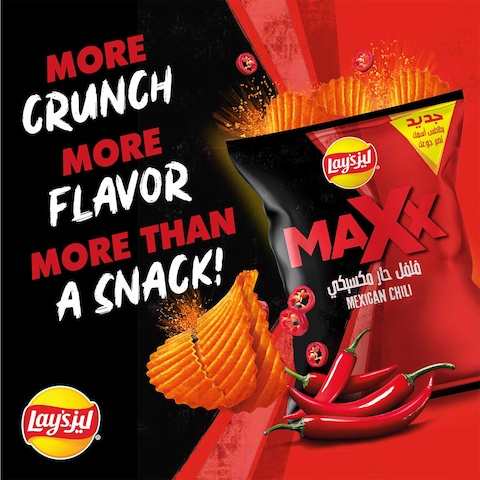 MORE
CRUNCH
MORE
FLAVOR
MORE THAN
A SNACK!
Lay's ليز
جديد
Lay's ليز
MAXX
فلفل حار مكسيكي
MEXICAN CHILI